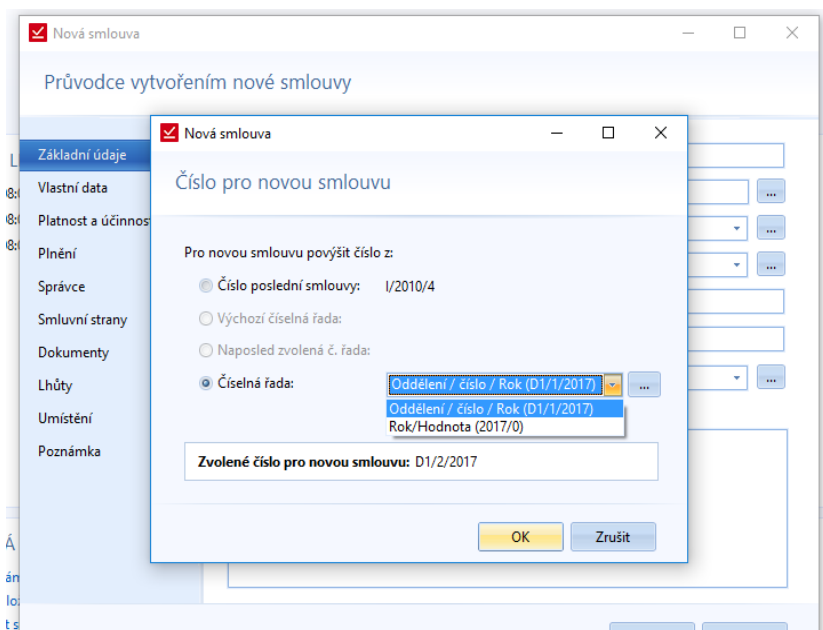 Nová smlouva
Průvodce vytvořením nové smlouvy
Základní údaje
Vlastní data
Platnost a účinnos
Plnění
Správce
Smluvní strany
Dokumenty
Lhůty
Umístění
Poznámka
Nová smlouva
Číslo pro novou smlouvu
Pro novou smlouvu povýšit číslo z:
Číslo poslední smlouvy: I/2010/4
Výchozí číselná řada:
Naposled zvolená č. řada:
Číselná řada: Oddělení / číslo / Rok (D1/1/2017) ...
Oddělení / číslo / Rok (D1/1/2017)
Rok/Hodnota (2017/0)
Zvolené číslo pro novou smlouvu: D1/2/2017
OK Zrušit